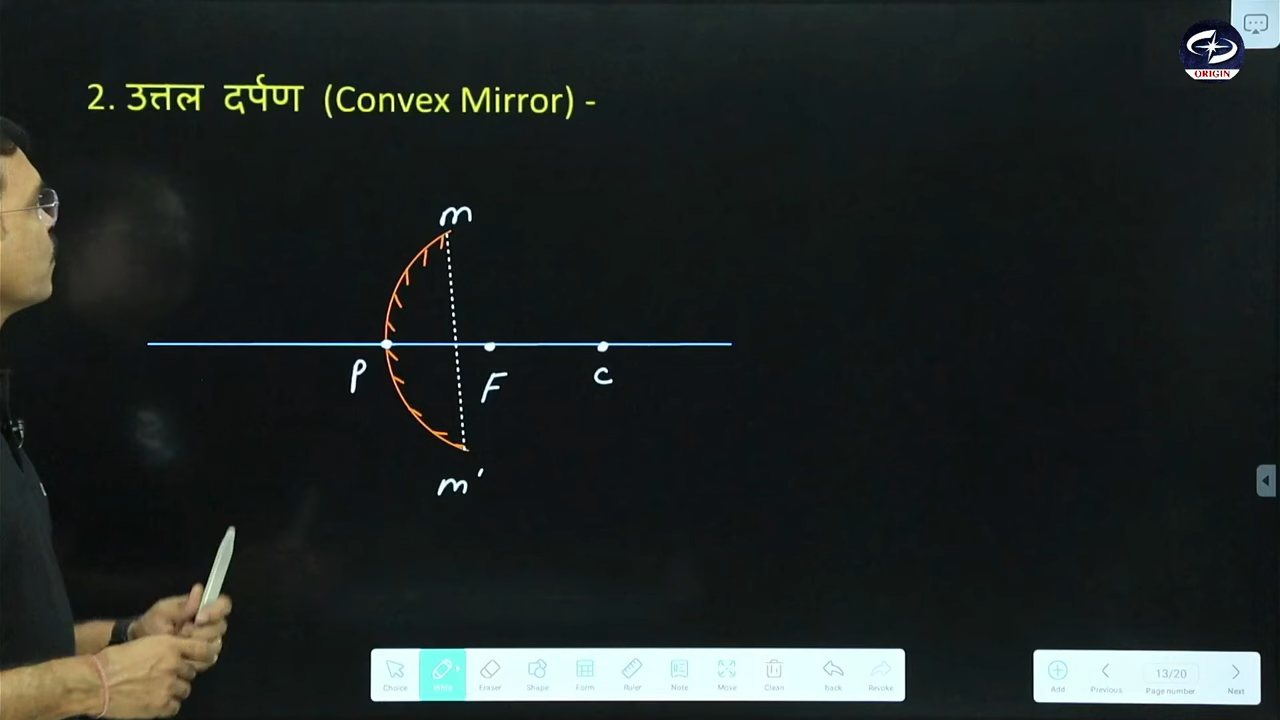 ORIGIN
2. उत्तल दर्पण (Convex Mirror) -
m
P
F
c
m'
Choice
Eraser
Shape
Form
Ruler
Note
Move
Clean
back
Revoke
Add
Previous
13/20
Page number
Next